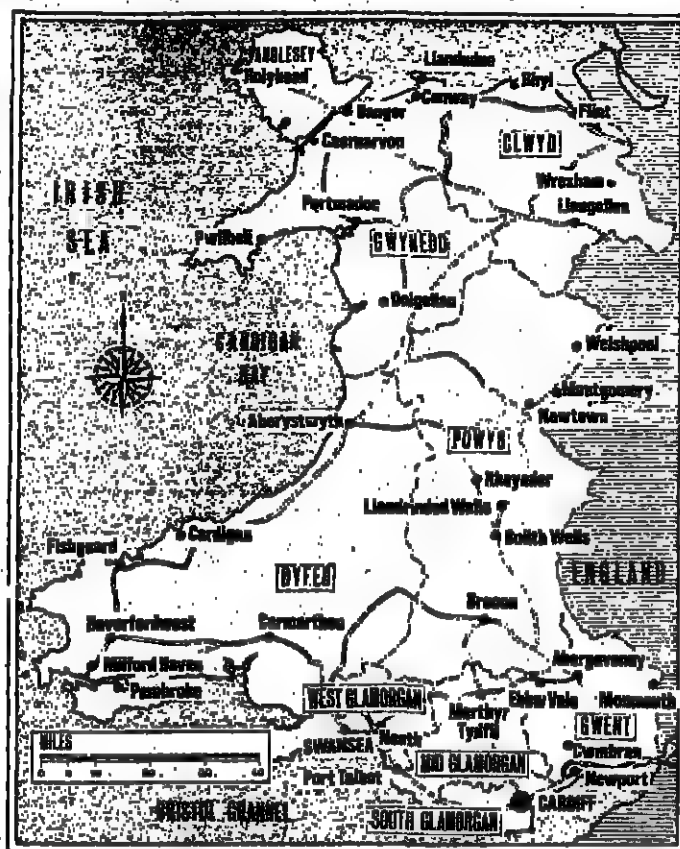 ANGLESEY
Holyhead
Llandudno
Rhyl
Bangor
Conway
Flint
Caernarvon
CLWYD
IRISH
SEA
Wrexham
Portmadoc
Llangollen
Pwllheli
GWYNEDD
Dolgellau
CARDIGAN
BAY
Welshpool
Montgomery
Newtown
Aberystwyth
POWYS
Rhayader
Llandrindod Wells
Cardigan
Builth Wells
Fishguard
DYFED
ENGLAND
Brecon
Haverfordwest
Carmarthen
Abergavenny
Milford Haven
Pembroke
WEST GLAMORGAN
Ebbw Vale
Monmouth
Merthyr
Tydfil
GWENT
MILES
SWANSEA
Neath
Cwmbran
MID GLAMORGAN
Port Talbot
Newport
CARDIFF
BRISTOL CHANNEL
SOUTH GLAMORGAN